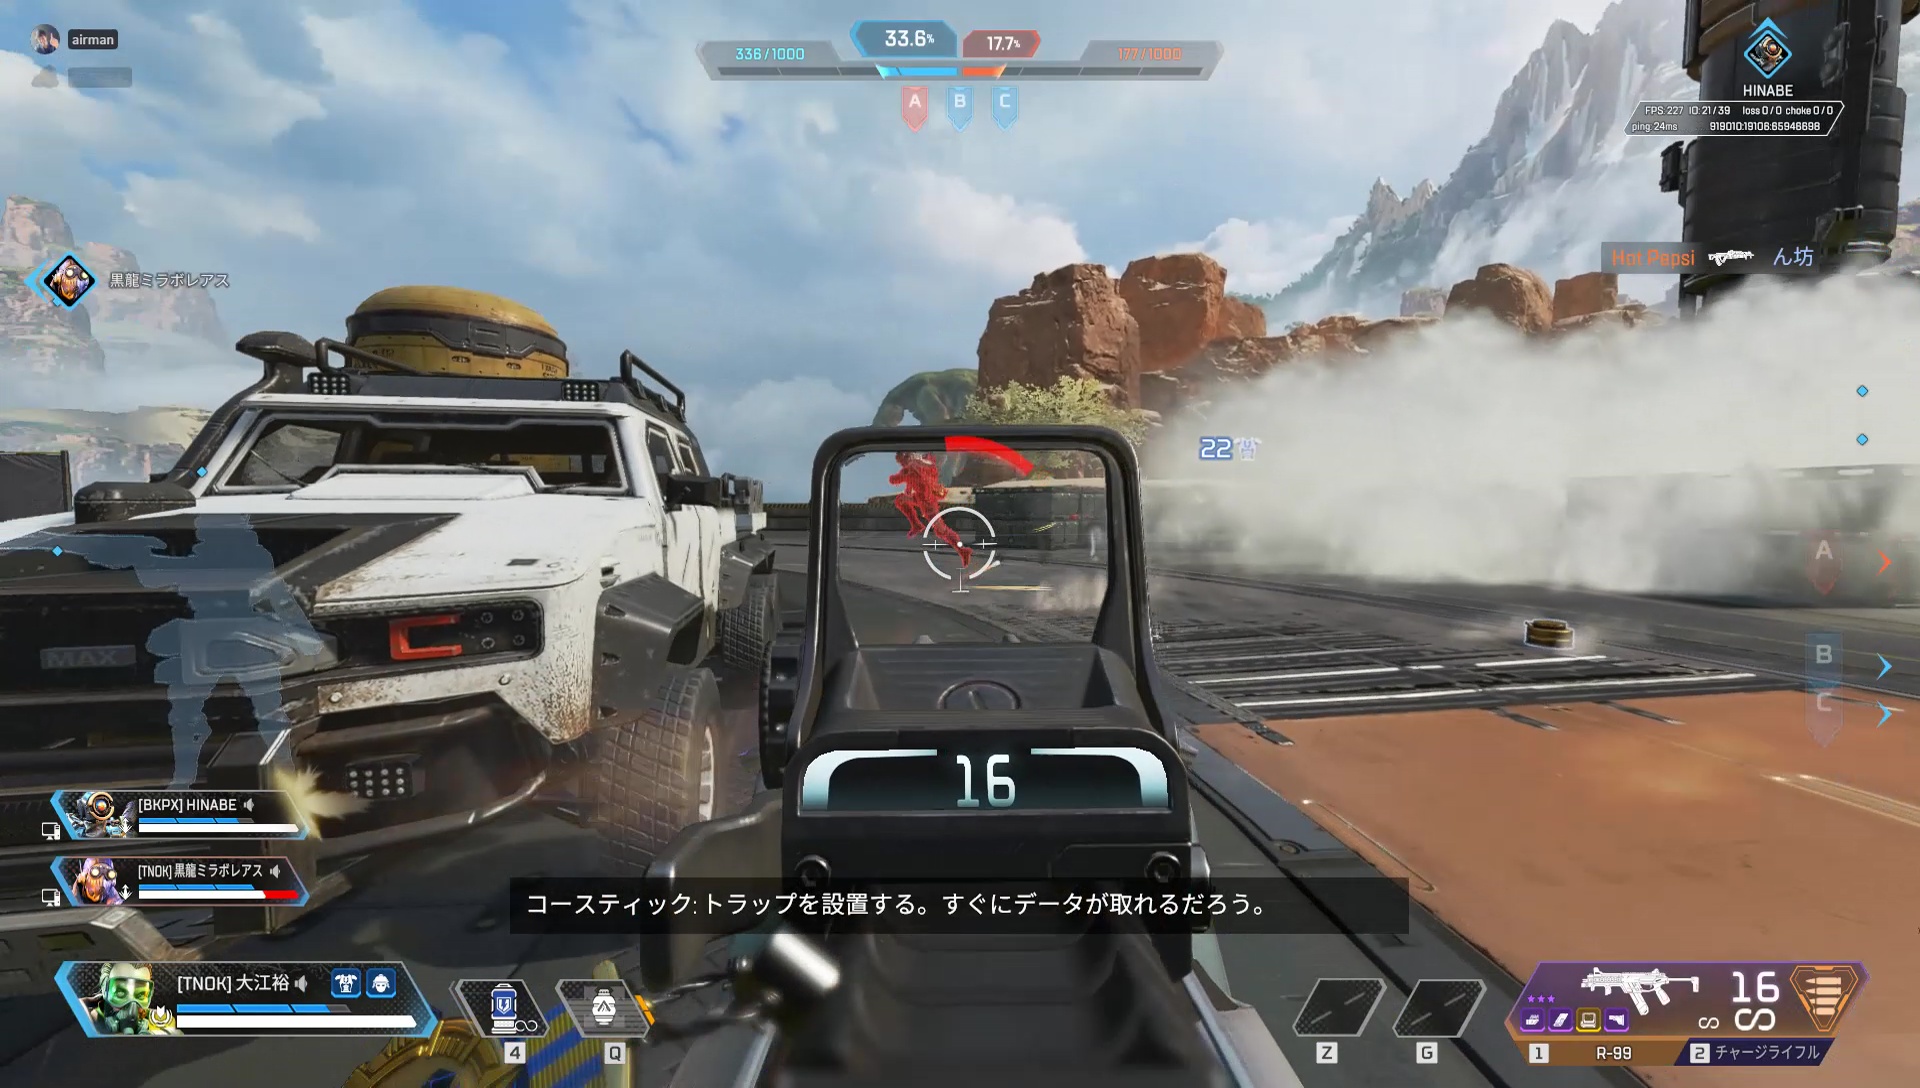 airman
336/1000
33.6%
17.7%
177/1000
A B C
HINABE
FPS:227 IO:21/39 loss 0/0 choke 0/0
ping:24ms 919010:19106:65946698
Hot Pepsi ん坊
黒龍ミラボレアス
22
A
B
C
MAX
16
[BKPX] HINABE
[TNOK] 黒龍ミラボレアス
コースティック: トラップを設置する。すぐにデータが取れるだろう。
[TNOK] 大江裕
4
Q
Z
G
16
∞ ∞
1 R-99
2 チャージライフル